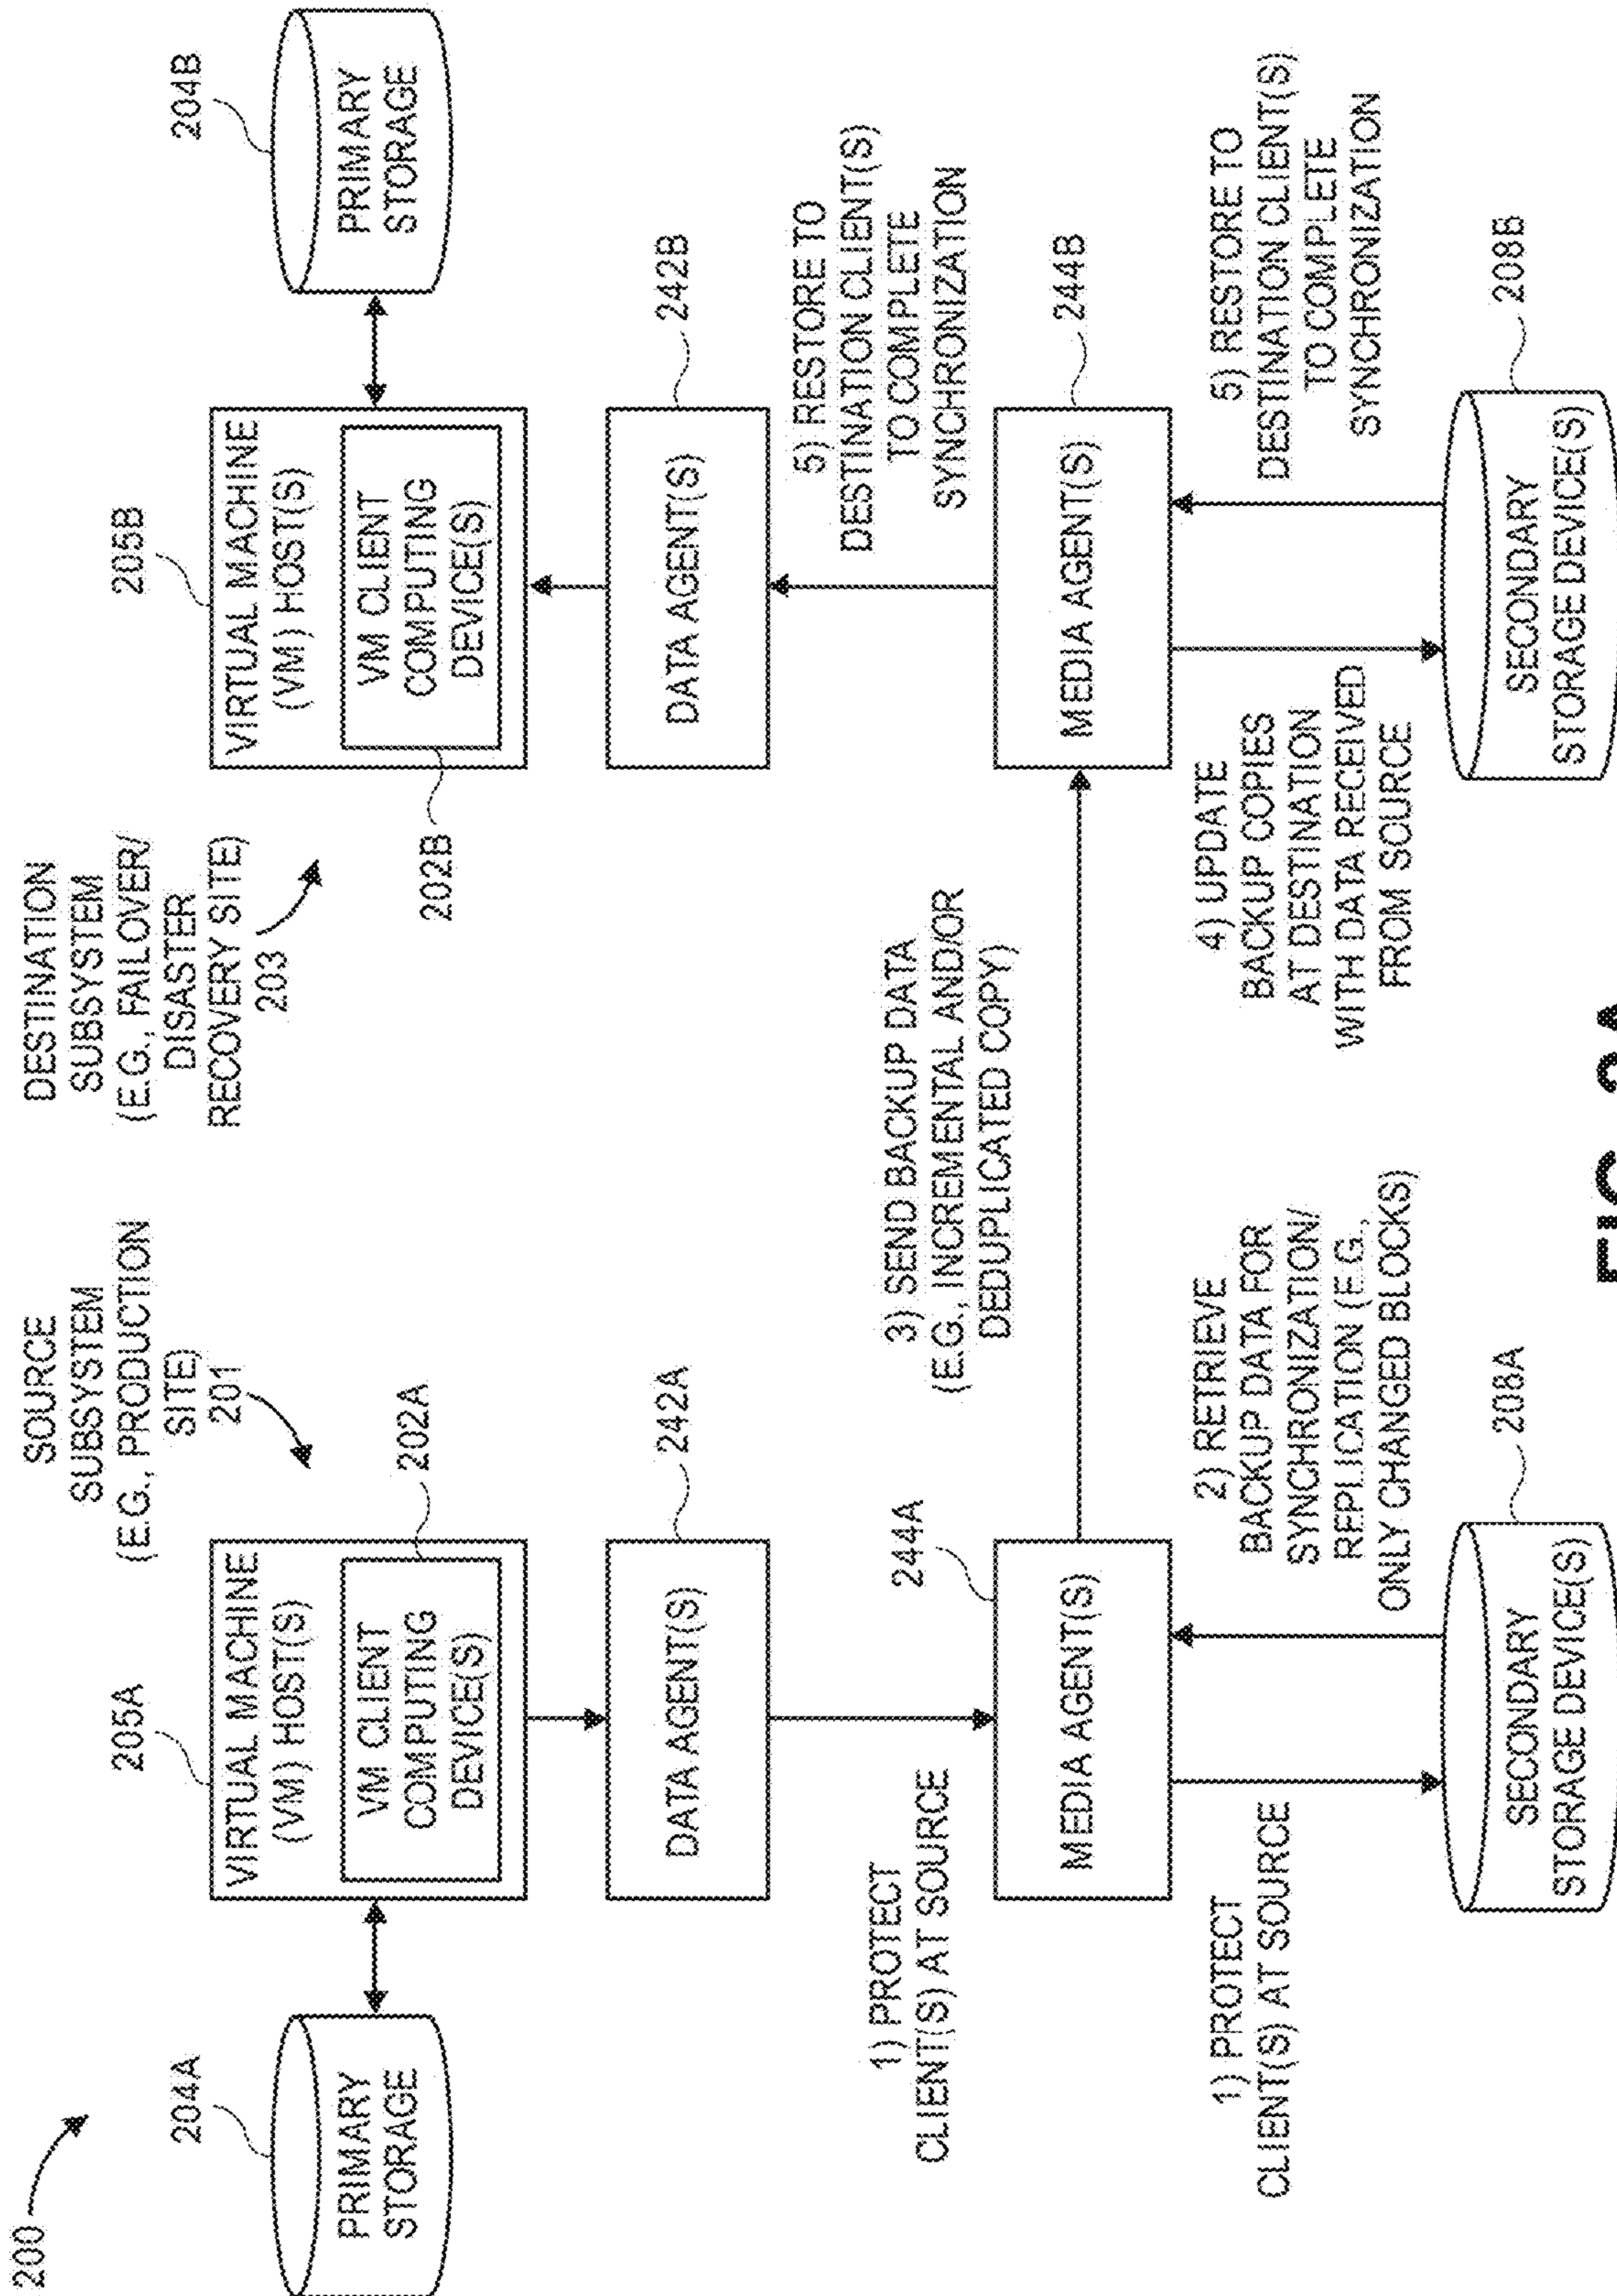 200
SOURCE
SUBSYSTEM
(E.G., PRODUCTION
SITE)
201
DESTINATION
SUBSYSTEM
(E.G., FAILOVER/
DISASTER
RECOVERY SITE)
203
204A
PRIMARY
STORAGE
205A
VIRTUAL MACHINE
(VM) HOST(S)
VM CLIENT
COMPUTING
DEVICE(S)
202A
205B
VIRTUAL MACHINE
(VM) HOST(S)
VM CLIENT
COMPUTING
DEVICE(S)
202B
204B
PRIMARY
STORAGE
DATA AGENT(S)
242A
DATA AGENT(S)
242B
1) PROTECT
CLIENT(S) AT SOURCE
244A
3) SEND BACKUP DATA
(E.G., INCREMENTAL AND/OR
DEDUPLICATED COPY)
5) RESTORE TO
DESTINATION CLIENT(S)
TO COMPLETE
SYNCHRONIZATION
MEDIA AGENT(S)
MEDIA AGENT(S)
244B
1) PROTECT
CLIENT(S) AT SOURCE
2) RETRIEVE
BACKUP DATA FOR
SYNCHRONIZATION/
REPLICATION (E.G.,
ONLY CHANGED BLOCKS)
4) UPDATE
BACKUP COPIES
AT DESTINATION
WITH DATA RECEIVED
FROM SOURCE
5) RESTORE TO
DESTINATION CLIENT(S)
TO COMPLETE
SYNCHRONIZATION
SECONDARY
STORAGE DEVICE(S)
208A
SECONDARY
STORAGE DEVICE(S)
208B